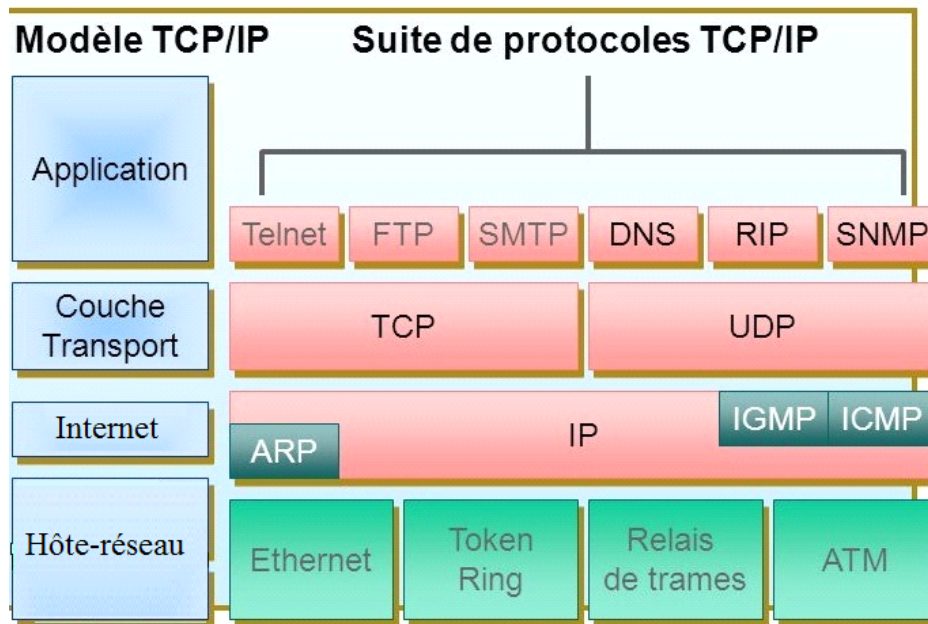 Modèle TCP/IP
Suite de protocoles TCP/IP
Application
Telnet
FTP
SMTP
DNS
RIP
SNMP
Couche
Transport
TCP
UDP
Internet
ARP
IP
IGMP
ICMP
Hôte-réseau
Ethernet
Token
Ring
Relais
de trames
ATM